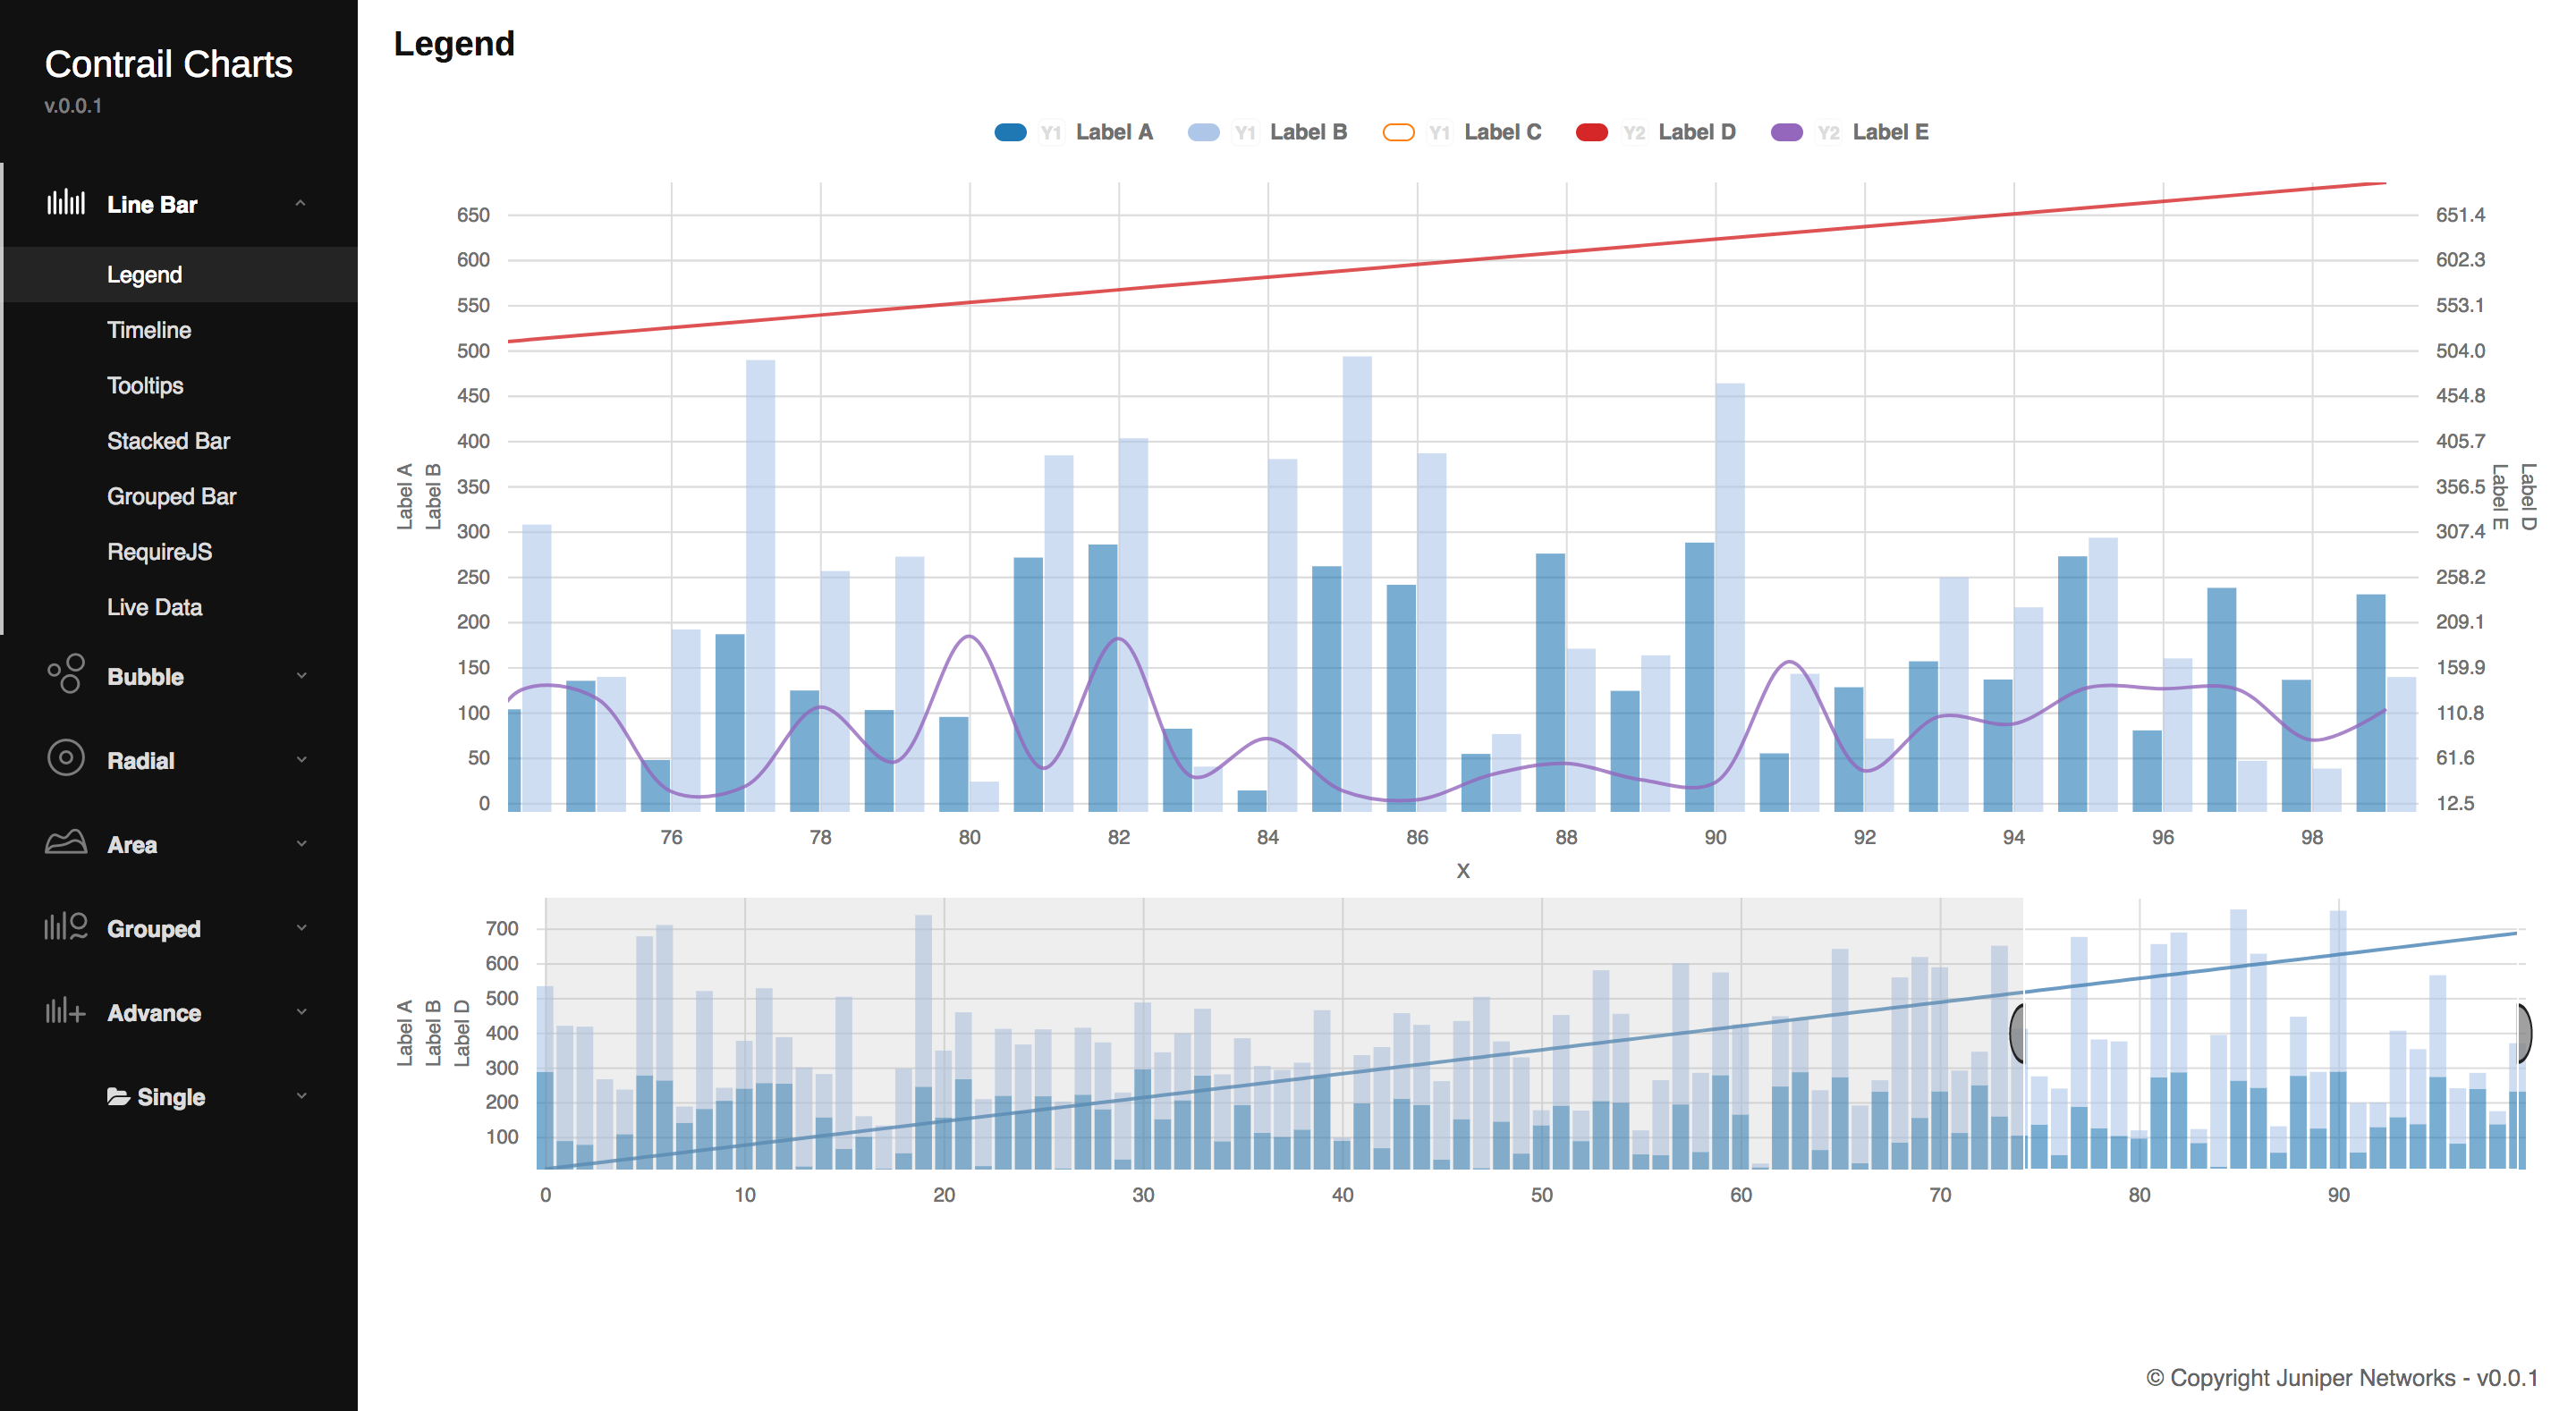 Contrail Charts
v.0.0.1
Line Bar
Legend
Timeline
Tooltips
Stacked Bar
Grouped Bar
RequireJS
Live Data
Bubble
Radial
Area
Grouped
Advance
Single
Legend
Y1 Label A Y1 Label B Y1 Label C Y2 Label D Y2 Label E
Label A
Label B
650
600
550
500
450
400
350
300
250
200
150
100
50
0
651.4
602.3
553.1
504.0
454.8
405.7
356.5
307.4
258.2
209.1
159.9
110.8
61.6
12.5
Label E
Label D
76 78 80 82 84 86 88 90 92 94 96 98
X
Label A
Label B
Label D
700
600
500
400
300
200
100
0 10 20 30 40 50 60 70 80 90
© Copyright Juniper Networks - v0.0.1